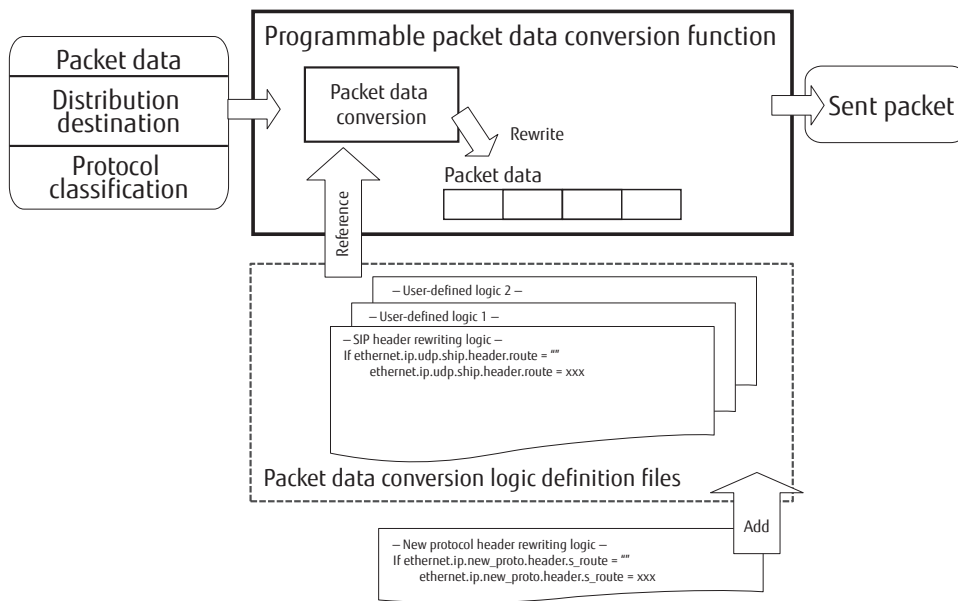 Programmable packet data conversion function
Packet data
Distribution
destination
Protocol
classification
Packet data
conversion
Rewrite
Packet data
Sent packet
Reference
– User-defined logic 2 –
– User-defined logic 1 –
– SIP header rewriting logic –
If ethernet.ip.udp.ship.header.route = “”
ethernet.ip.udp.ship.header.route = xxx
Packet data conversion logic definition files
Add
– New protocol header rewriting logic –
If ethernet.ip.new_proto.header.s_route = “”
ethernet.ip.new_proto.header.s_route = xxx